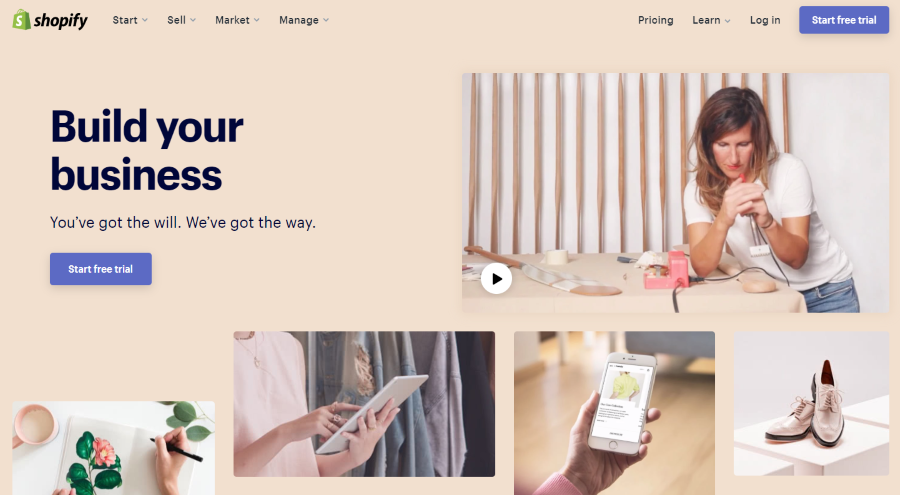 shopify
Start
Sell
Market
Manage
Pricing
Learn
Log in
Start free trial
Build your
business
You've got the will. We've got the way.
Start free trial